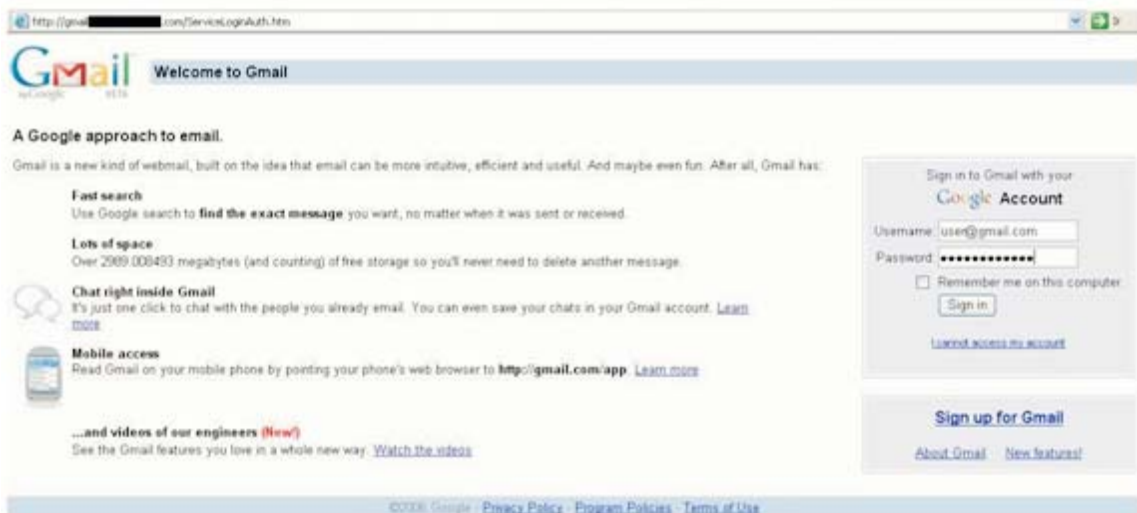 http://gmail .com/ServiceLoginAuth.htm
Gmail
by Google BETA
Welcome to Gmail
A Google approach to email.
Gmail is a new kind of webmail, built on the idea that email can be more intuitive, efficient and useful. And maybe even fun. After all, Gmail has:
Fast search
Use Google search to find the exact message you want, no matter when it was sent or received.
Lots of space
Over 2989.008493 megabytes (and counting) of free storage so you'll never need to delete another message.
Chat right inside Gmail
It's just one click to chat with the people you already email. You can even save your chats in your Gmail account. Learn
more
Mobile access
Read Gmail on your mobile phone by pointing your phone's web browser to http://gmail.com/app. Learn more
...and videos of our engineers (New!)
See the Gmail features you love in a whole new way. Watch the videos
Sign in to Gmail with your
Google Account
Username: user@gmail.com
Password: ••••••••••••
Remember me on this computer.
Sign in
I cannot access my account
Sign up for Gmail
About Gmail New features!
Google - Privacy Policy - Program Policies - Terms of Use